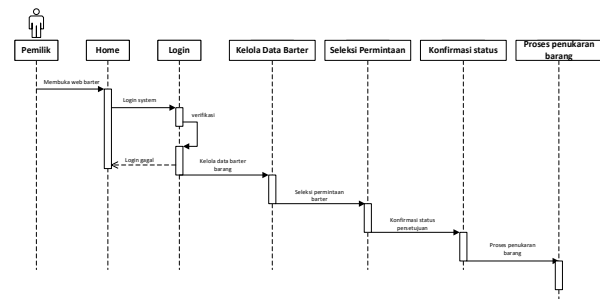 Pemilik
Home
Login
Kelola Data Barter
Seleksi Permintaan
Konfirmasi status
Proses penukaran
barang
Membuka web barter
Login system
verifikasi
Login gagal
Kelola data barter
barang
Seleksi permintaan
barter
Konfirmasi status
persetujuan
Proses penukaran
barang